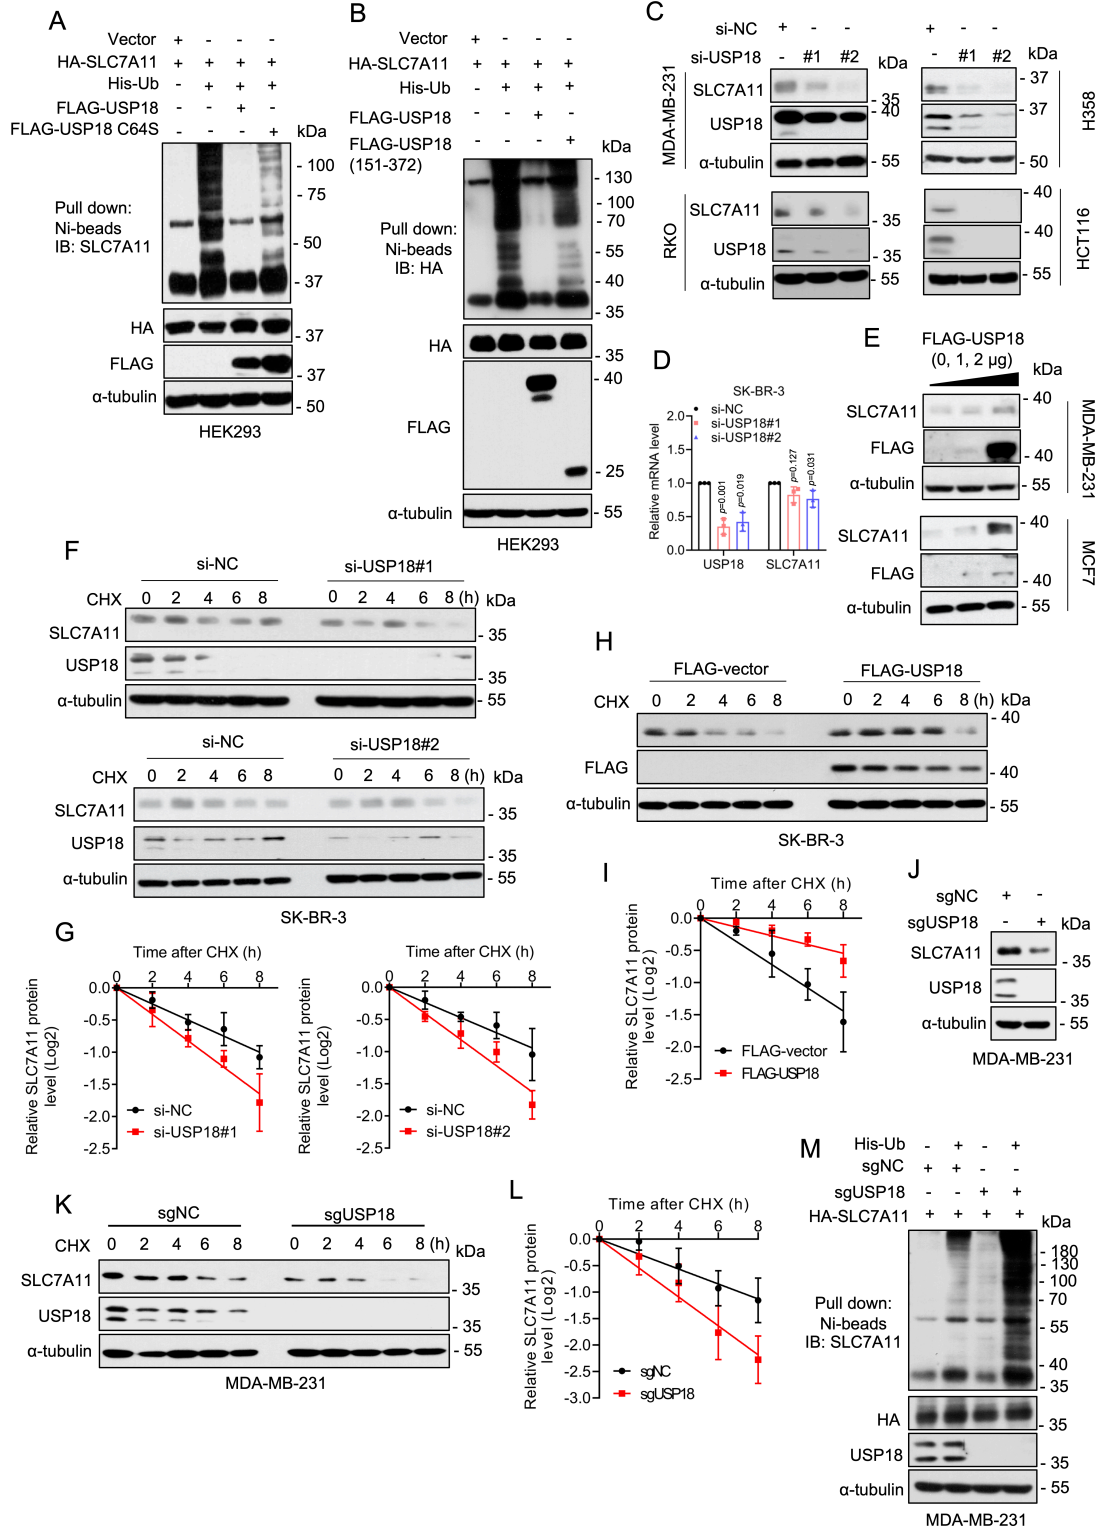 A
Vector + - - -
HA-SLC7A11 + + + +
His-Ub - + + +
FLAG-USP18 - - + -
FLAG-USP18 C64S - - - +
kDa
Pull down:
Ni-beads
IB: SLC7A11
- 100
- 75
- 50
- 37
HA
- 37
FLAG
- 37
α-tubulin
- 50
HEK293
B
Vector + - - -
HA-SLC7A11 + + + +
His-Ub - + + +
FLAG-USP18 - - + -
FLAG-USP18 - - - +
(151-372)
kDa
Pull down:
Ni-beads
IB: HA
- 130
- 100
- 70
- 55
- 40
- 35
HA
- 35
FLAG
- 40
- 25
α-tubulin
- 55
HEK293
C
si-NC + - - + - -
si-USP18 - #1 #2 - #1 #2
kDa
kDa
MDA-MB-231
SLC7A11
35
USP18
40
α-tubulin
- 55
- 37
- 37
- 50
H358
RKO
SLC7A11
- 35
USP18
- 35
α-tubulin
- 55
- 40
- 40
- 55
HCT116
D
SK-BR-3
si-NC
si-USP18#1
si-USP18#2
Relative mRNA level
2.0
1.5
1.0
0.5
0.0
p=0.001
p=0.019
p=0.127
p=0.031
USP18 SLC7A11
E
FLAG-USP18
(0, 1, 2 μg)
kDa
SLC7A11
- 40
FLAG
- 40
α-tubulin
- 55
MDA-MB-231
SLC7A11
- 40
FLAG
- 40
α-tubulin
- 55
MCF7
F
si-NC si-USP18#1
CHX 0 2 4 6 8 0 2 4 6 8 (h) kDa
SLC7A11
- 35
USP18
- 35
α-tubulin
- 55
si-NC si-USP18#2
CHX 0 2 4 6 8 0 2 4 6 8 (h) kDa
SLC7A11
- 35
USP18
- 35
α-tubulin
- 55
SK-BR-3
G
Time after CHX (h)
0 2 4 6 8
Relative SLC7A11 protein
level (Log2)
0.0
-0.5
-1.0
-1.5
-2.0
-2.5
si-NC
si-USP18#1
Time after CHX (h)
0 2 4 6 8
Relative SLC7A11 protein
level (Log2)
0.0
-0.5
-1.0
-1.5
-2.0
-2.5
si-NC
si-USP18#2
H
FLAG-vector FLAG-USP18
CHX 0 2 4 6 8 0 2 4 6 8 (h) kDa
- 40
FLAG
- 40
α-tubulin
- 55
SK-BR-3
I
Time after CHX (h)
0 2 4 6 8
Relative SLC7A11 protein
level (Log2)
0.0
-0.5
-1.0
-1.5
-2.0
-2.5
FLAG-vector
FLAG-USP18
J
sgNC + -
sgUSP18 - + kDa
SLC7A11
- 35
USP18
- 35
α-tubulin
- 55
MDA-MB-231
K
sgNC sgUSP18
CHX 0 2 4 6 8 0 2 4 6 8 (h)
kDa
SLC7A11
- 35
USP18
- 35
α-tubulin
- 55
MDA-MB-231
L
Time after CHX (h)
0 2 4 6 8
Relative SLC7A11 protein
level (Log2)
0.0
-0.5
-1.0
-1.5
-2.0
-2.5
-3.0
sgNC
sgUSP18
M
His-Ub - + - +
sgNC + + - -
sgUSP18 - - + +
HA-SLC7A11 + + + +
kDa
Pull down:
Ni-beads
IB: SLC7A11
- 180
- 130
- 100
- 70
- 55
- 40
- 35
HA
- 35
USP18
- 35
α-tubulin
- 55
MDA-MB-231